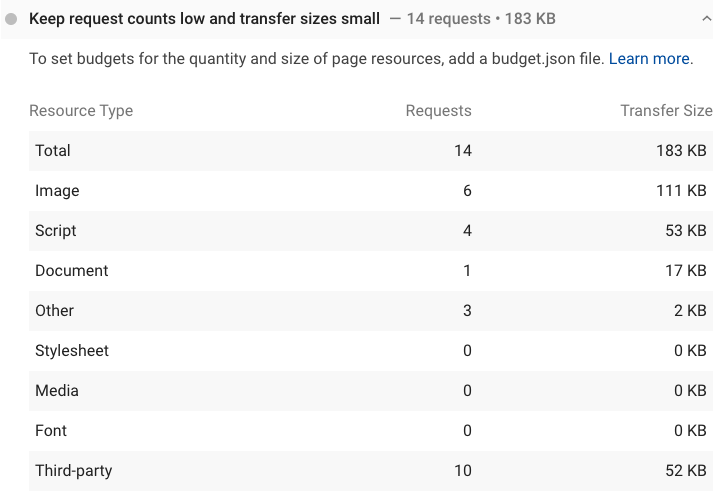 Keep request counts low and transfer sizes small — 14 requests • 183 KB
To set budgets for the quantity and size of page resources, add a budget.json file. Learn more.
Resource Type Requests Transfer Size
Total 14 183 KB
Image 6 111 KB
Script 4 53 KB
Document 1 17 KB
Other 3 2 KB
Stylesheet 0 0 KB
Media 0 0 KB
Font 0 0 KB
Third-party 10 52 KB